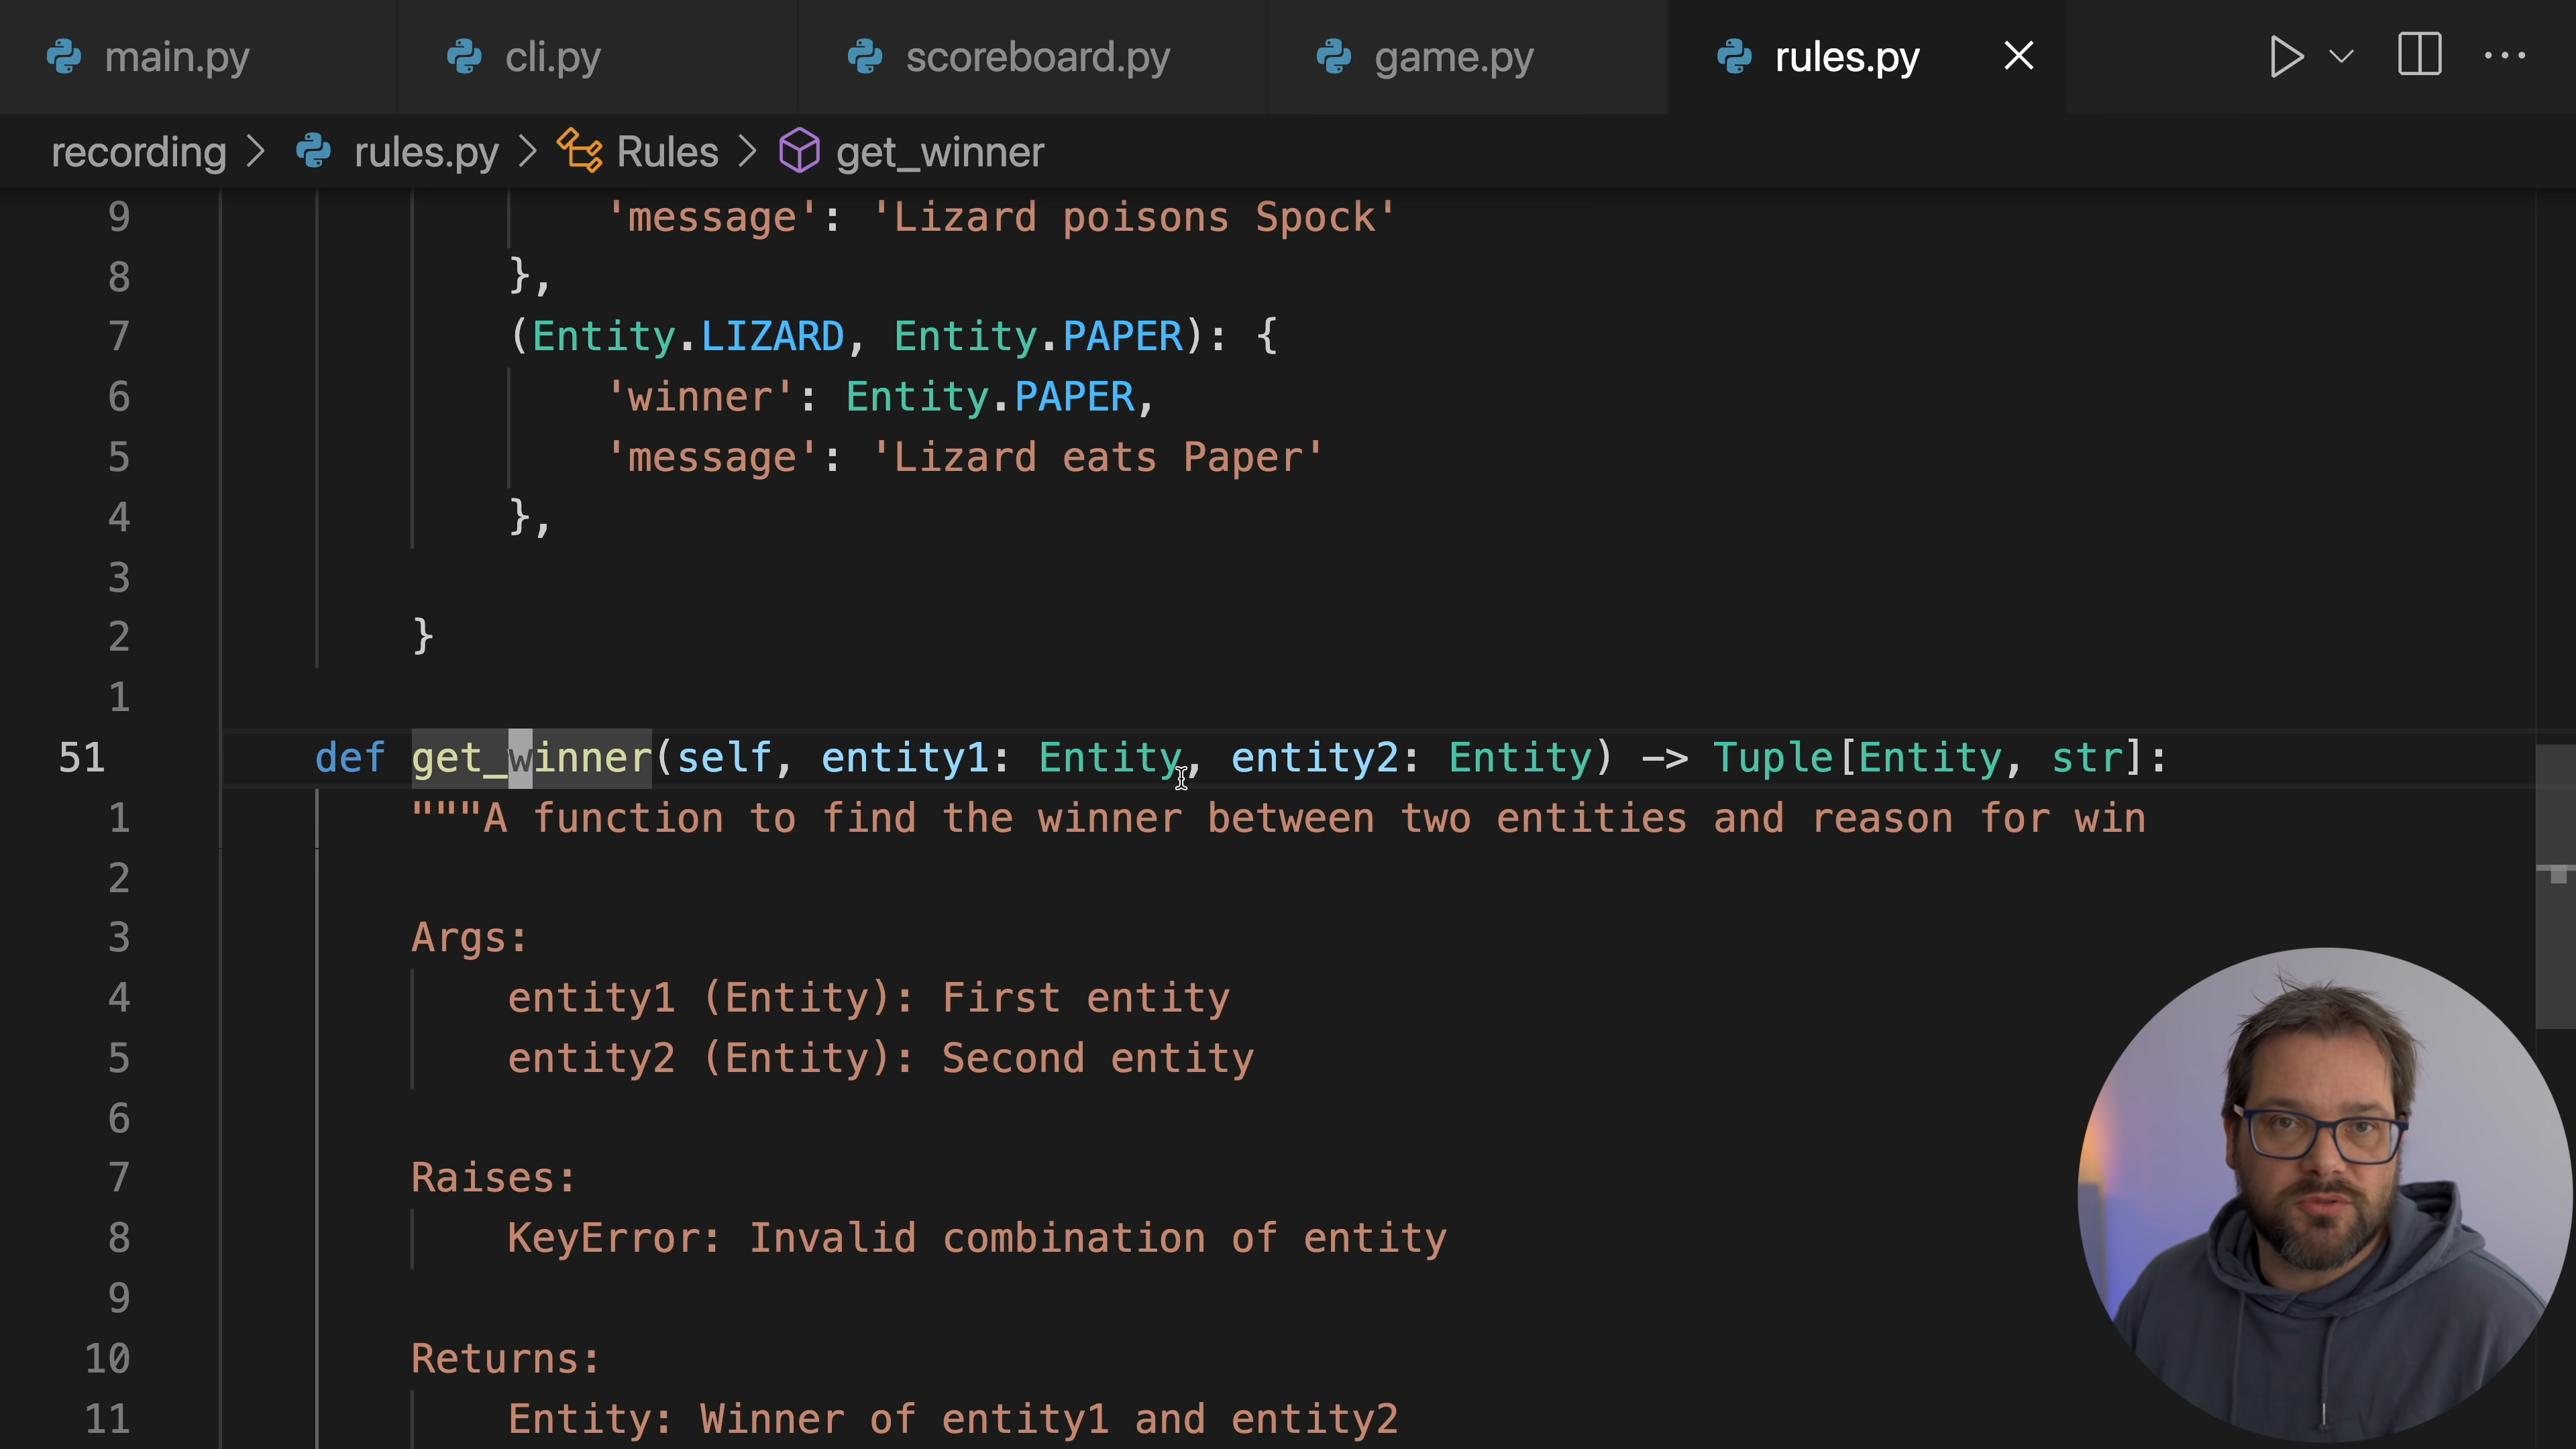 main.py cli.py scoreboard.py game.py rules.py
recording > rules.py > Rules > get_winner
9 'message': 'Lizard poisons Spock'
8 },
7 (Entity.LIZARD, Entity.PAPER): {
6 'winner': Entity.PAPER,
5 'message': 'Lizard eats Paper'
4 },
3
2 }
1
51 def get_winner(self, entity1: Entity, entity2: Entity) -> Tuple[Entity, str]:
1 """A function to find the winner between two entities and reason for win
2
3 Args:
4 entity1 (Entity): First entity
5 entity2 (Entity): Second entity
6
7 Raises:
8 KeyError: Invalid combination of entity
9
10 Returns:
11 Entity: Winner of entity1 and entity2